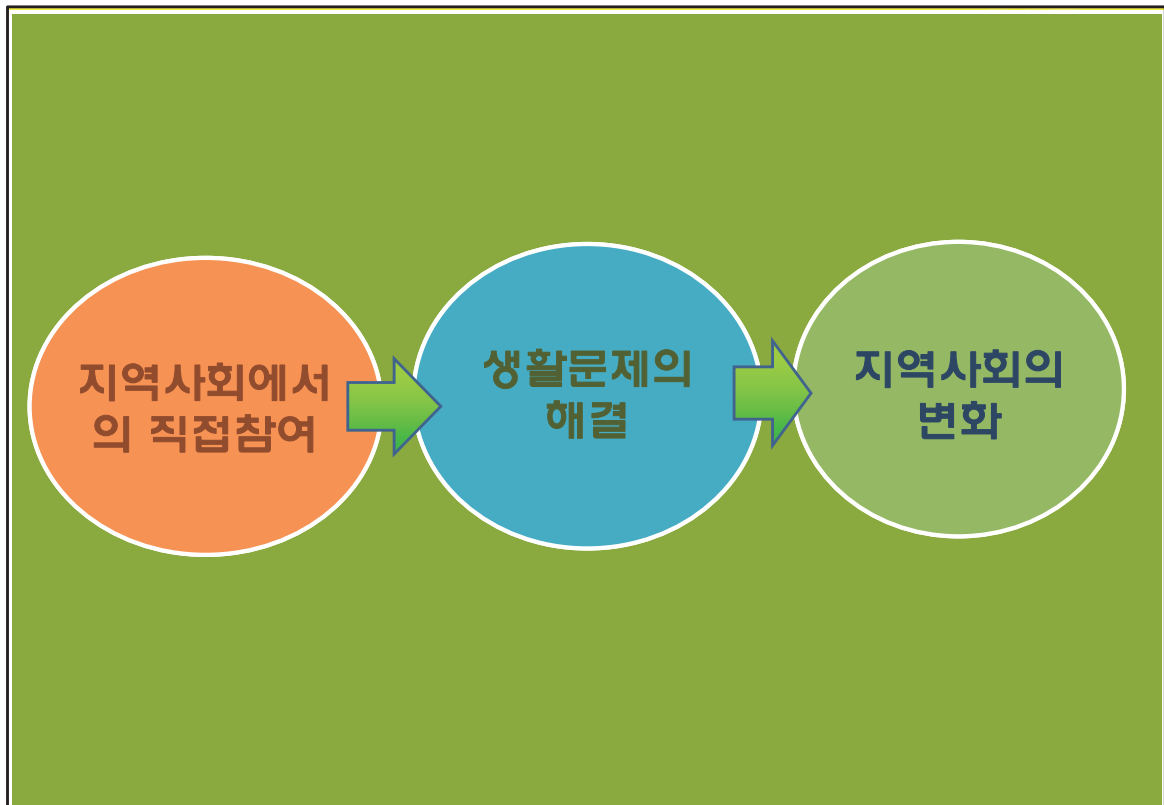 지역사회에서
의 직접참여
생활문제의
해결
지역사회의
변화